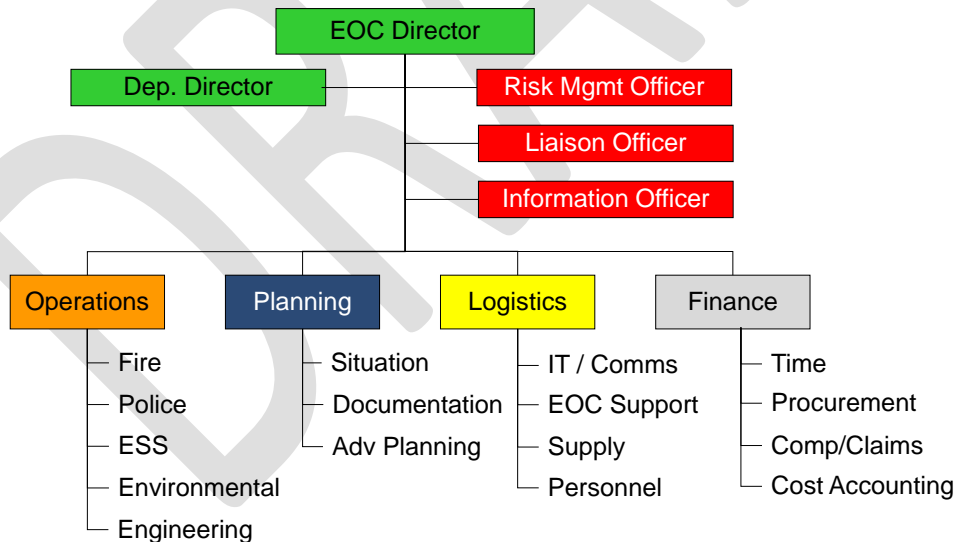 EOC Director
Dep. Director
Risk Mgmt Officer
Liaison Officer
Information Officer
Operations
Planning
Logistics
Finance
Fire
Police
ESS
Environmental
Engineering
Situation
Documentation
Adv Planning
IT / Comms
EOC Support
Supply
Personnel
Time
Procurement
Comp/Claims
Cost Accounting